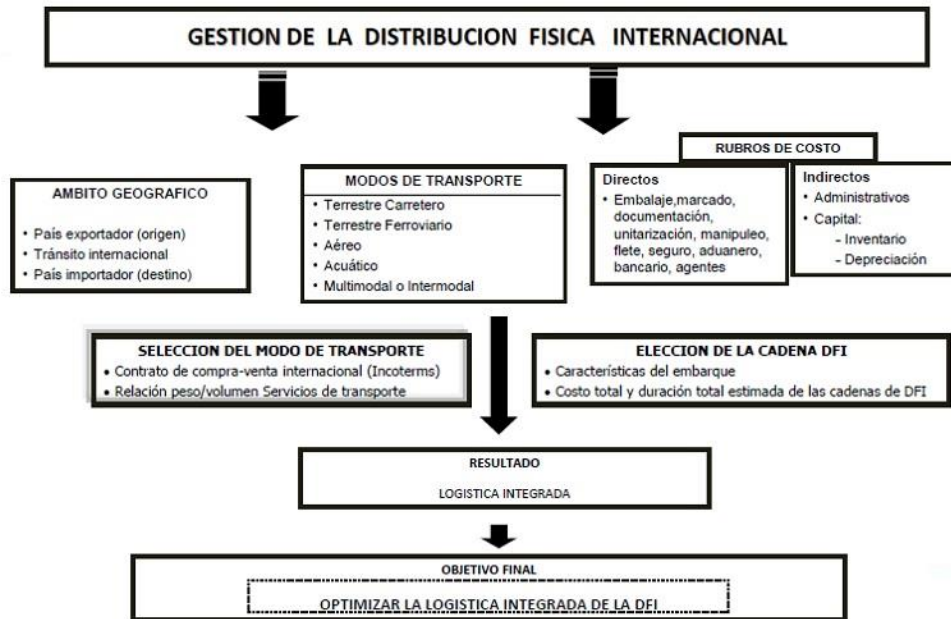 GESTION DE LA DISTRIBUCION FISICA INTERNACIONAL
AMBITO GEOGRAFICO
• País exportador (origen)
• Tránsito internacional
• País importador (destino)
MODOS DE TRANSPORTE
• Terrestre Carretero
• Terrestre Ferroviario
• Aéreo
• Acuático
• Multimodal o Intermodal
RUBROS DE COSTO
Directos
• Embalaje,marcado,
documentación,
unitarización, manipuleo,
flete, seguro, aduanero,
bancario, agentes
Indirectos
• Administrativos
• Capital:
- Inventario
- Depreciación
SELECCION DEL MODO DE TRANSPORTE
• Contrato de compra-venta internacional (Incoterms)
• Relación peso/volumen Servicios de transporte
ELECCION DE LA CADENA DFI
• Características del embarque
• Costo total y duración total estimada de las cadenas de DFI
RESULTADO
LOGISTICA INTEGRADA
OBJETIVO FINAL
OPTIMIZAR LA LOGISTICA INTEGRADA DE LA DFI